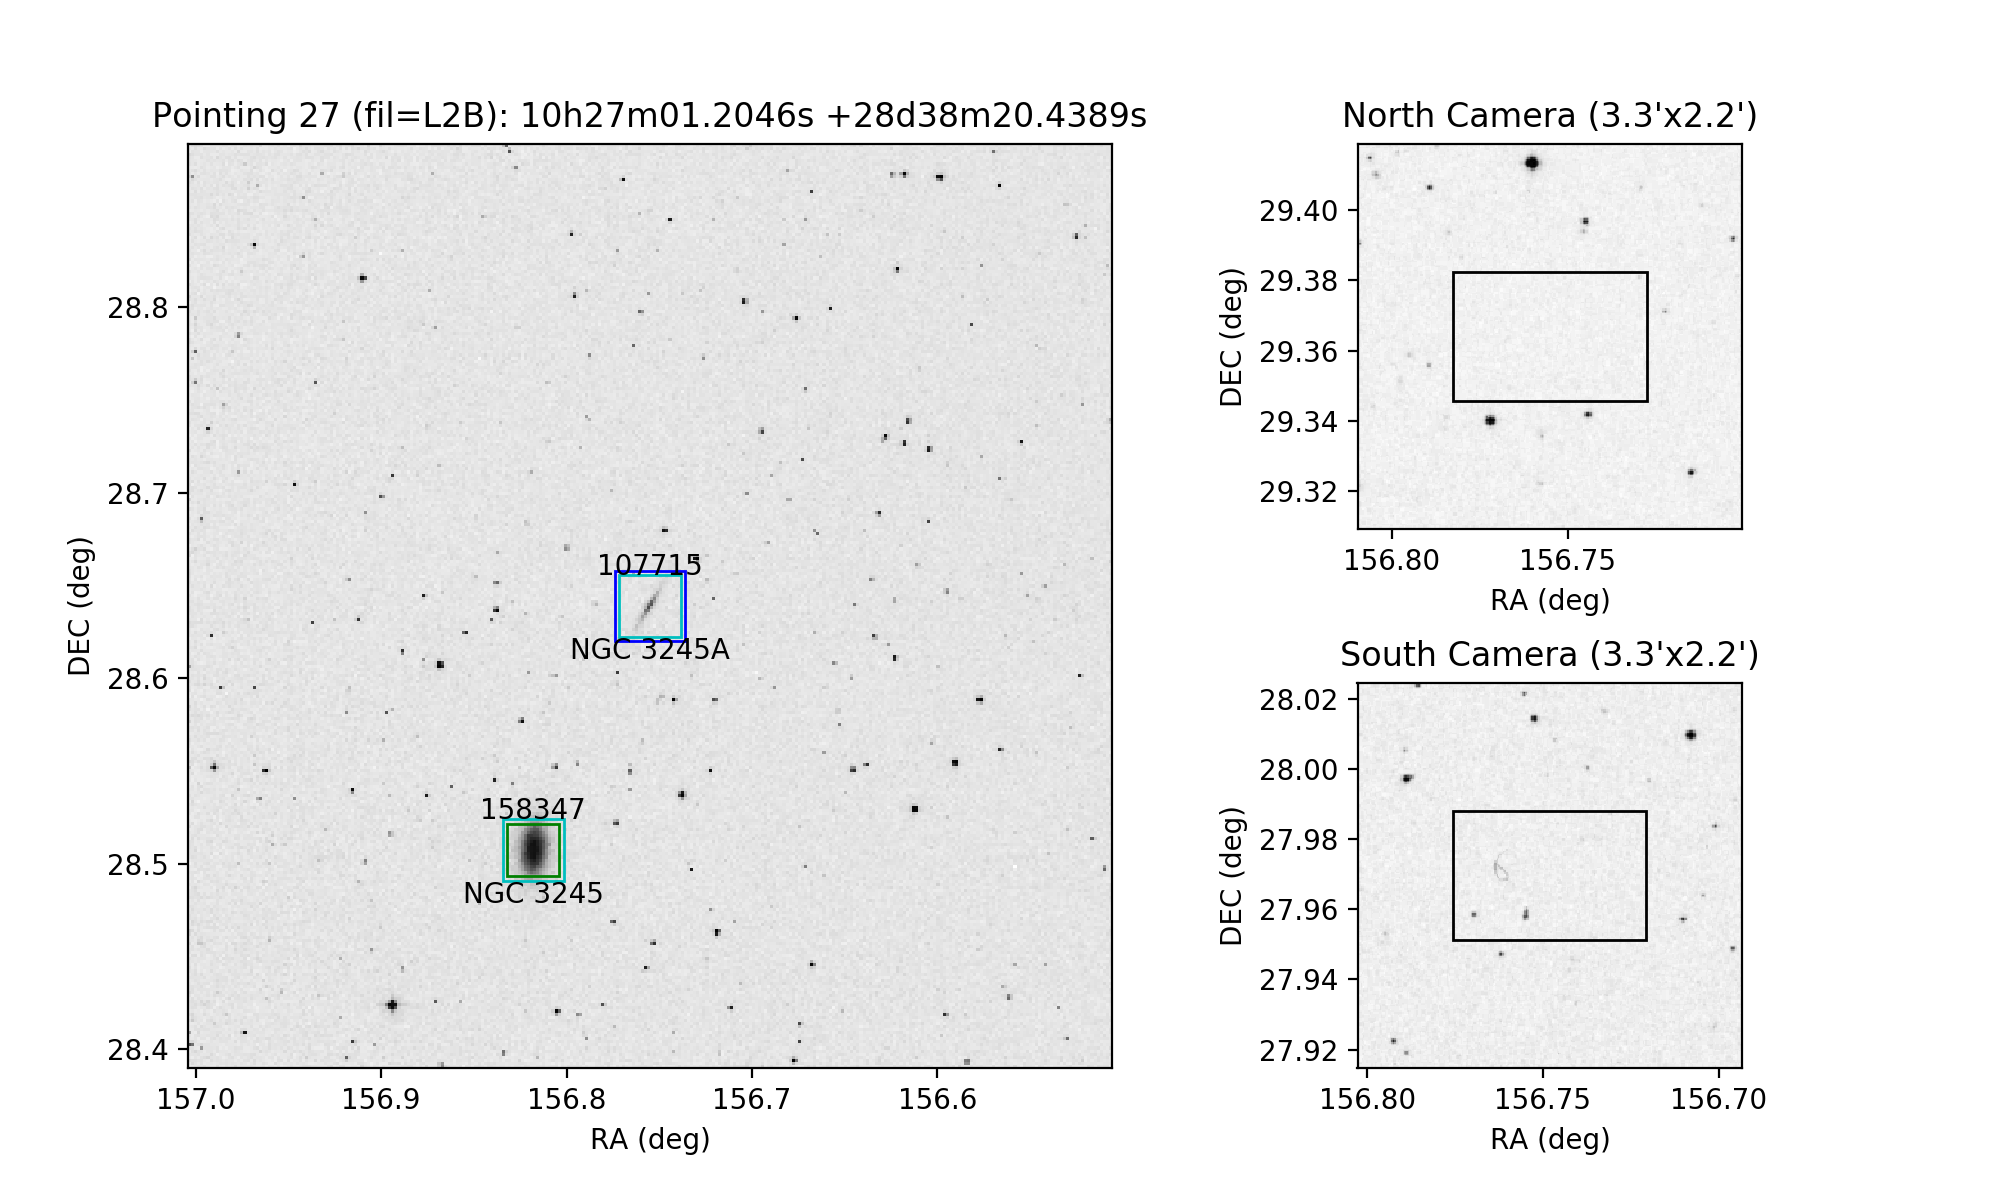 Pointing 27 (fil=L2B): 10h27m01.2046s +28d38m20.4389s
DEC (deg)
28.8
28.7
28.6
28.5
28.4
107715
NGC 3245A
158347
NGC 3245
157.0 156.9 156.8 156.7 156.6
RA (deg)
North Camera (3.3'x2.2')
DEC (deg)
29.40
29.38
29.36
29.34
29.32
156.80 156.75
RA (deg)
South Camera (3.3'x2.2')
DEC (deg)
28.02
28.00
27.98
27.96
27.94
27.92
156.80 156.75 156.70
RA (deg)